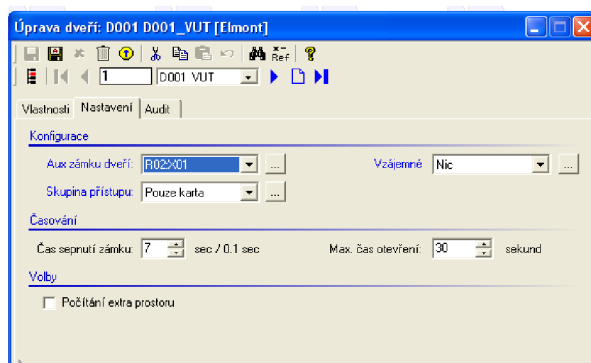 Úprava dveří: D001 D001_VUT [Elmont]
x= Ref
1 D001 VUT
Vlastnosti Nastavení Audit
Konfigurace
Aux zámku dveří: R02:X01 ... Vzájemné Nic ...
Skupina přístupu: Pouze karta ...
Časování
Čas sepnutí zámku: 7 sec / 0.1 sec Max. čas otevření: 30 sekund
Volby
Počítání extra prostoru